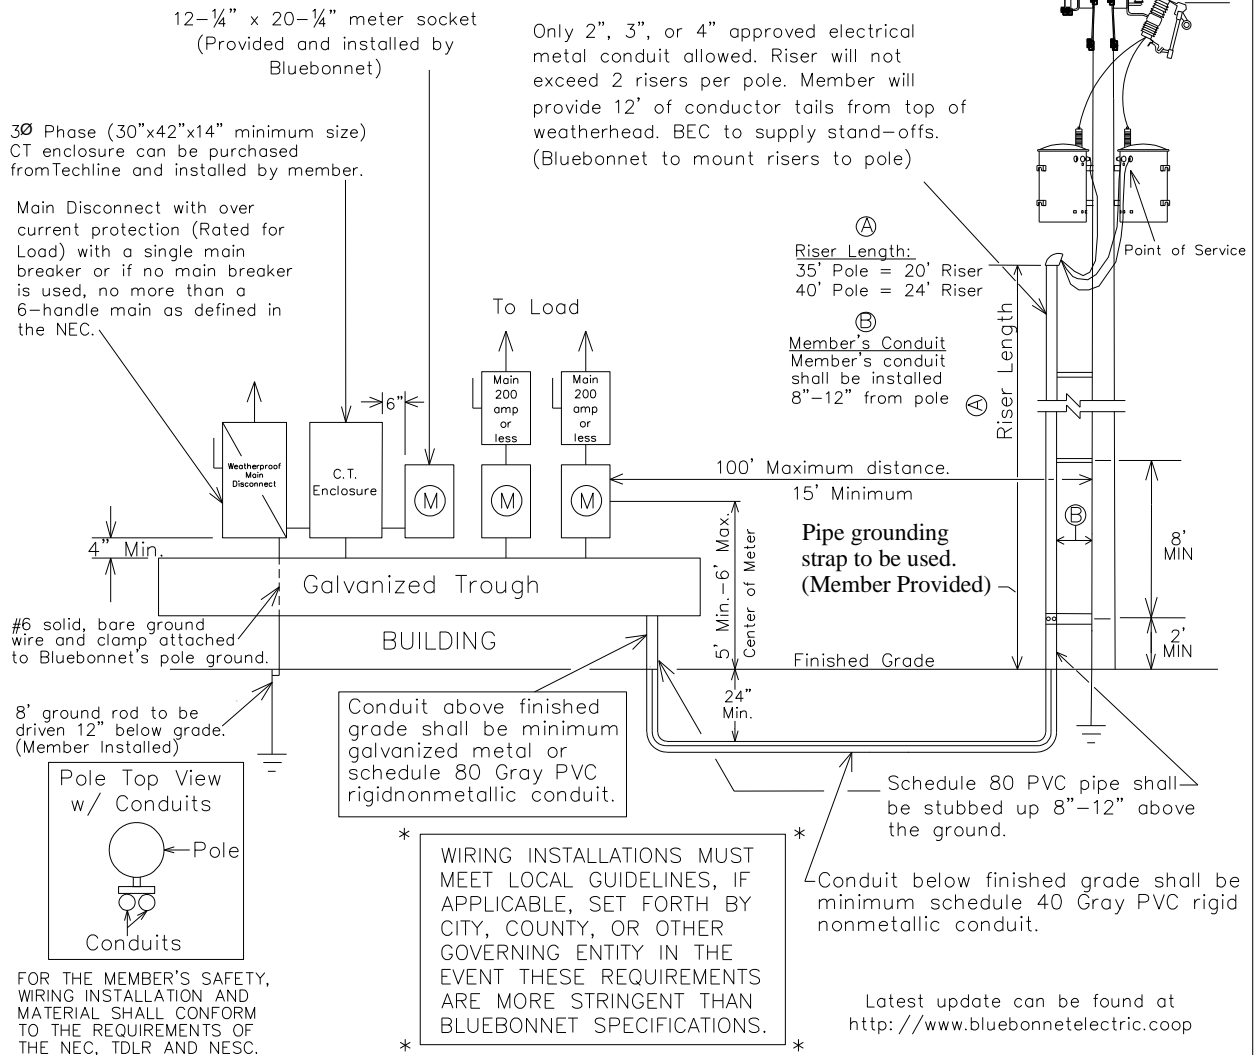 12-¼" x 20-¼" meter socket
(Provided and installed by
Bluebonnet)
Only 2", 3", or 4" approved electrical
metal conduit allowed. Riser will not
exceed 2 risers per pole. Member will
provide 12' of conductor tails from top of
weatherhead. BEC to supply stand-offs.
(Bluebonnet to mount risers to pole)
3Ø Phase (30"x42"x14" minimum size)
CT enclosure can be purchased
fromTechline and installed by member.
Main Disconnect with over
current protection (Rated for
Load) with a single main
breaker or if no main breaker
is used, no more than a
6-handle main as defined in
the NEC.
A
Riser Length:
35' Pole = 20' Riser
40' Pole = 24' Riser
Point of Service
B
Member's Conduit
Member's conduit
shall be installed
8"-12" from pole
A
Riser Length
To Load
Main
200
amp
or
less
Main
200
amp
or
less
6"
Weatherproof
Main
Disconnect
C.T.
Enclosure
M
M
M
100' Maximum distance.
15' Minimum
Pipe grounding
strap to be used.
(Member Provided)
B
8'
MIN
2'
MIN
4" Min.
Galvanized Trough
5' Min.-6' Max.
Center of Meter
#6 solid, bare ground
wire and clamp attached
to Bluebonnet's pole ground.
BUILDING
Finished Grade
24"
Min.
8' ground rod to be
driven 12" below grade.
(Member Installed)
Conduit above finished
grade shall be minimum
galvanized metal or
schedule 80 Gray PVC
rigidnonmetallic conduit.
Schedule 80 PVC pipe shall
be stubbed up 8"-12" above
the ground.
Pole Top View
w/ Conduits
Pole
Conduits
* *
WIRING INSTALLATIONS MUST
MEET LOCAL GUIDELINES, IF
APPLICABLE, SET FORTH BY
CITY, COUNTY, OR OTHER
GOVERNING ENTITY IN THE
EVENT THESE REQUIREMENTS
ARE MORE STRINGENT THAN
BLUEBONNET SPECIFICATIONS.
* *
Conduit below finished grade shall be
minimum schedule 40 Gray PVC rigid
nonmetallic conduit.
FOR THE MEMBER'S SAFETY,
WIRING INSTALLATION AND
MATERIAL SHALL CONFORM
TO THE REQUIREMENTS OF
THE NEC, TDLR AND NESC.
Latest update can be found at
http://www.bluebonnetelectric.coop